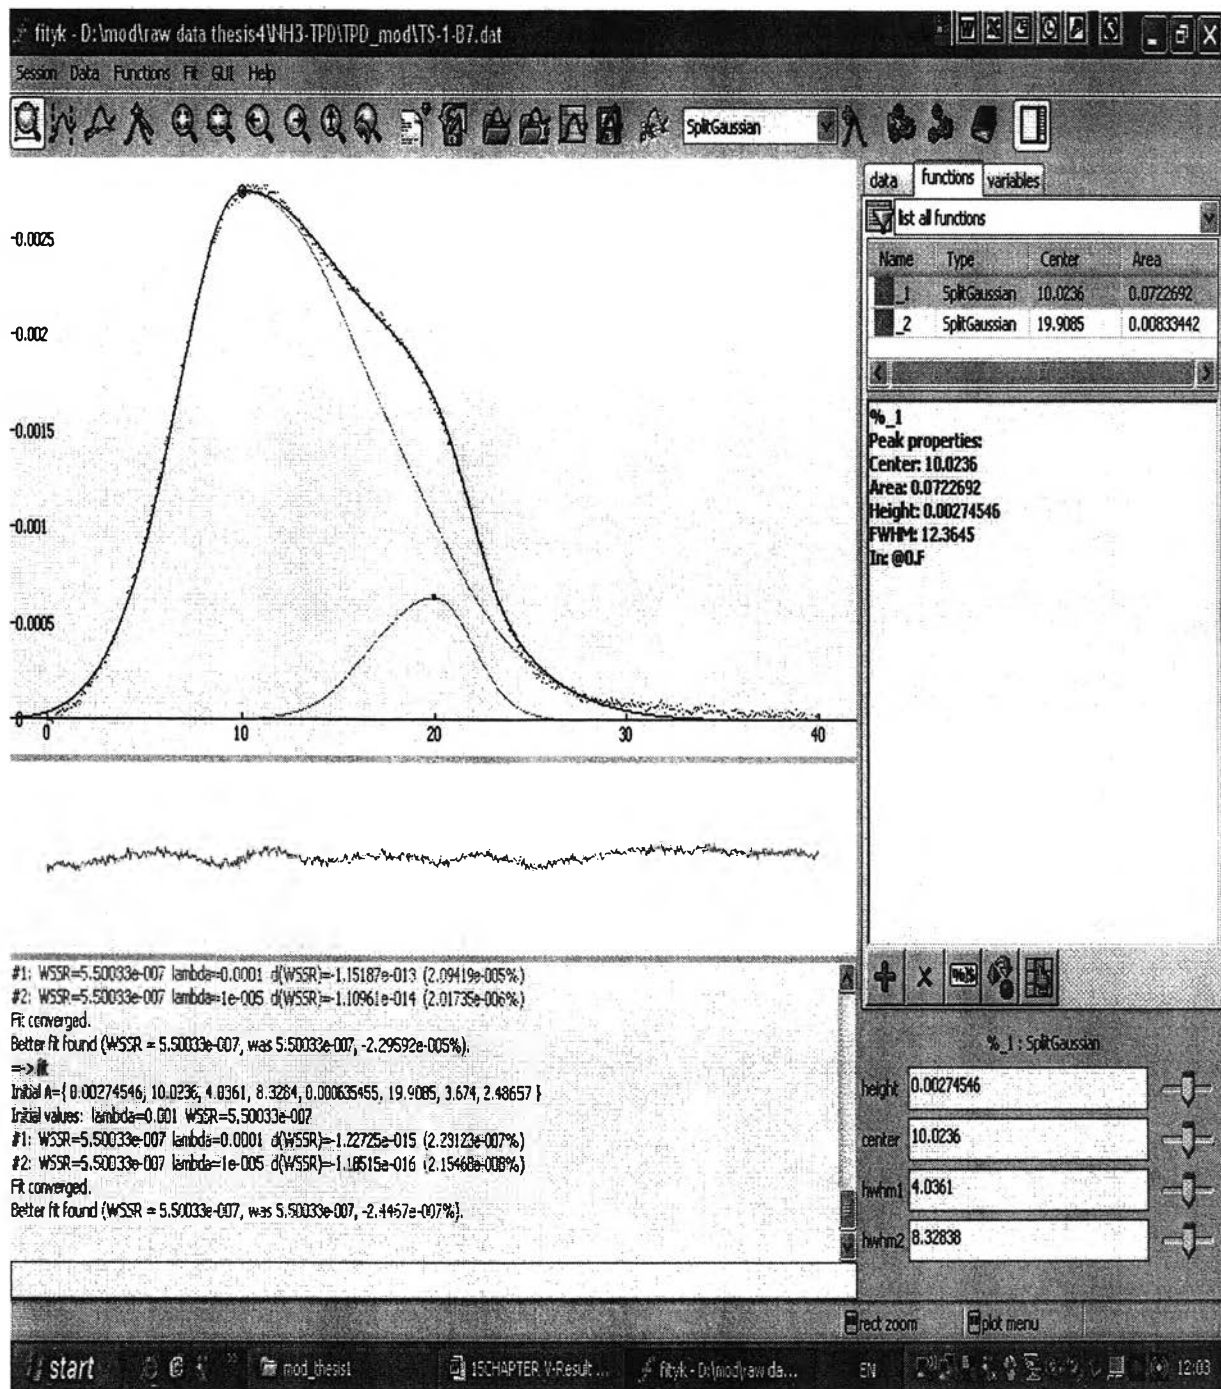 fityk - D:\mod\raw data thesis4\NH3-TPD\TPD_mod\TS-1-B7.dat
Session Data Functions Fit GUI Help
SplitGaussian
data functions variables
list all functions
Name Type Center Area
_1 SplitGaussian 10.0236 0.0722692
_2 SplitGaussian 19.9085 0.00833442
%_1
Peak properties:
Center: 10.0236
Area: 0.0722692
Height: 0.00274546
FWHM: 12.3645
In: @0.F
-0.0025
-0.002
-0.0015
-0.001
-0.0005
0
0 10 20 30 40
#1: WSSR=5.50033e-007 lambda=0.0001 d(WSSR)=-1.15187e-013 (2.09419e-005%)
#2: WSSR=5.50033e-007 lambda=1e-005 d(WSSR)=-1.10961e-014 (2.01735e-006%)
Fit converged.
Better fit found (WSSR = 5.50033e-007, was 5.50033e-007, -2.29592e-005%).
=-> fit
Initial A={ 0.00274546, 10.0236, 4.0361, 8.3284, 0.000635455, 19.9085, 3.674, 2.48657 }
Initial values: lambda=0.001 WSSR=5.50033e-007
#1: WSSR=5.50033e-007 lambda=0.0001 d(WSSR)=-1.22725e-015 (2.23123e-007%)
#2: WSSR=5.50033e-007 lambda=1e-005 d(WSSR)=-1.18515e-016 (2.15468e-008%)
Fit converged.
Better fit found (WSSR = 5.50033e-007, was 5.50033e-007, -2.4467e-007%).
%_1 : SplitGaussian
height 0.00274546
center 10.0236
hwhm1 4.0361
hwhm2 8.32838
rect zoom plot menu
start mod_thesis1 15CHAPTER V-Result ... fityk - D:\mod\raw da... EN 12:03